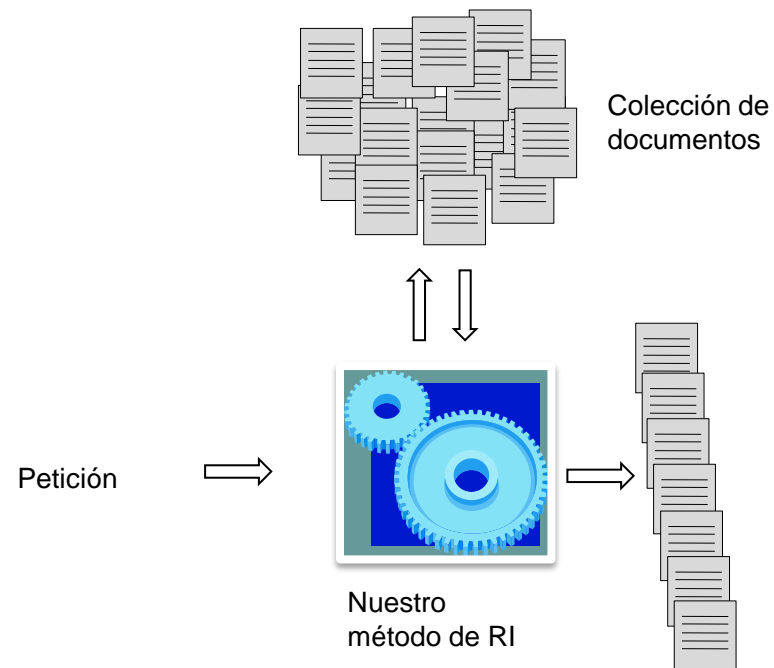 Colección de
documentos
Petición
Nuestro
método de RI